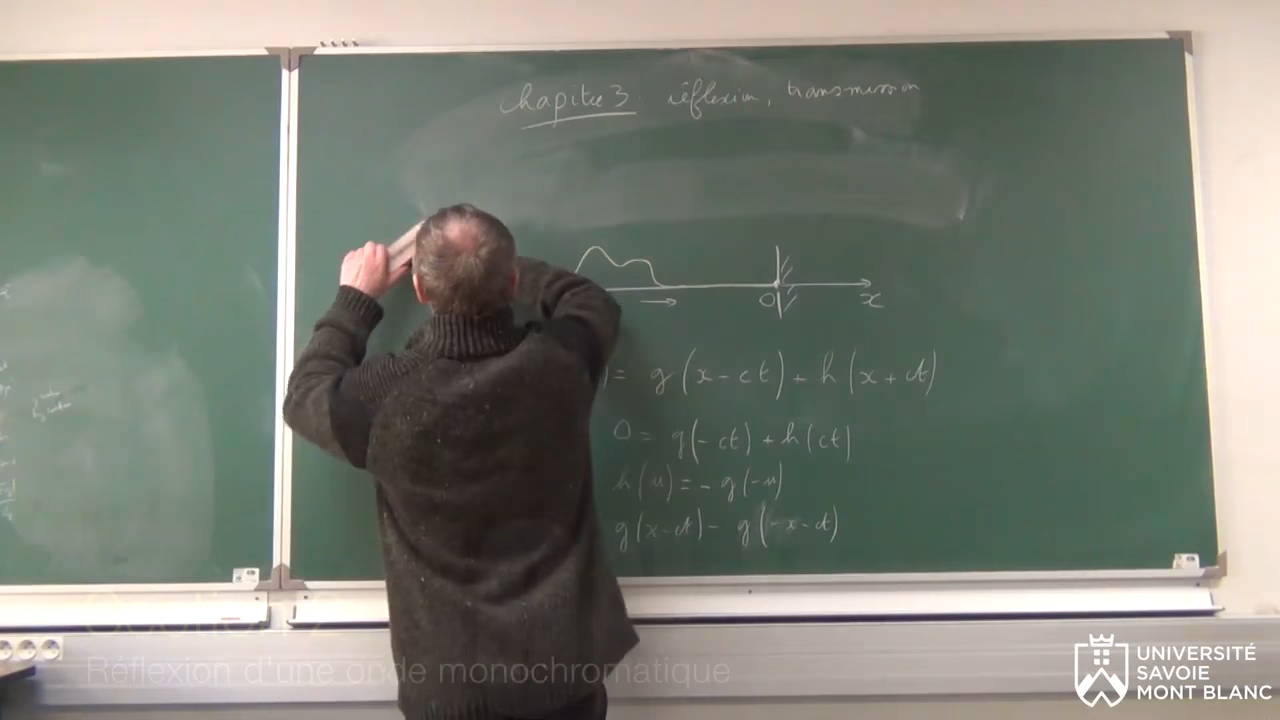 Chapitre 3 : réflexion, transmission
O
x
= g(x-ct) + h(x+ct)
0 = g(-ct) + h(ct)
h(u) = - g(-u)
g(x-ct) - g(-x-ct)
Réflexion d'une onde monochromatique
UNIVERSITÉ
SAVOIE
MONT BLANC